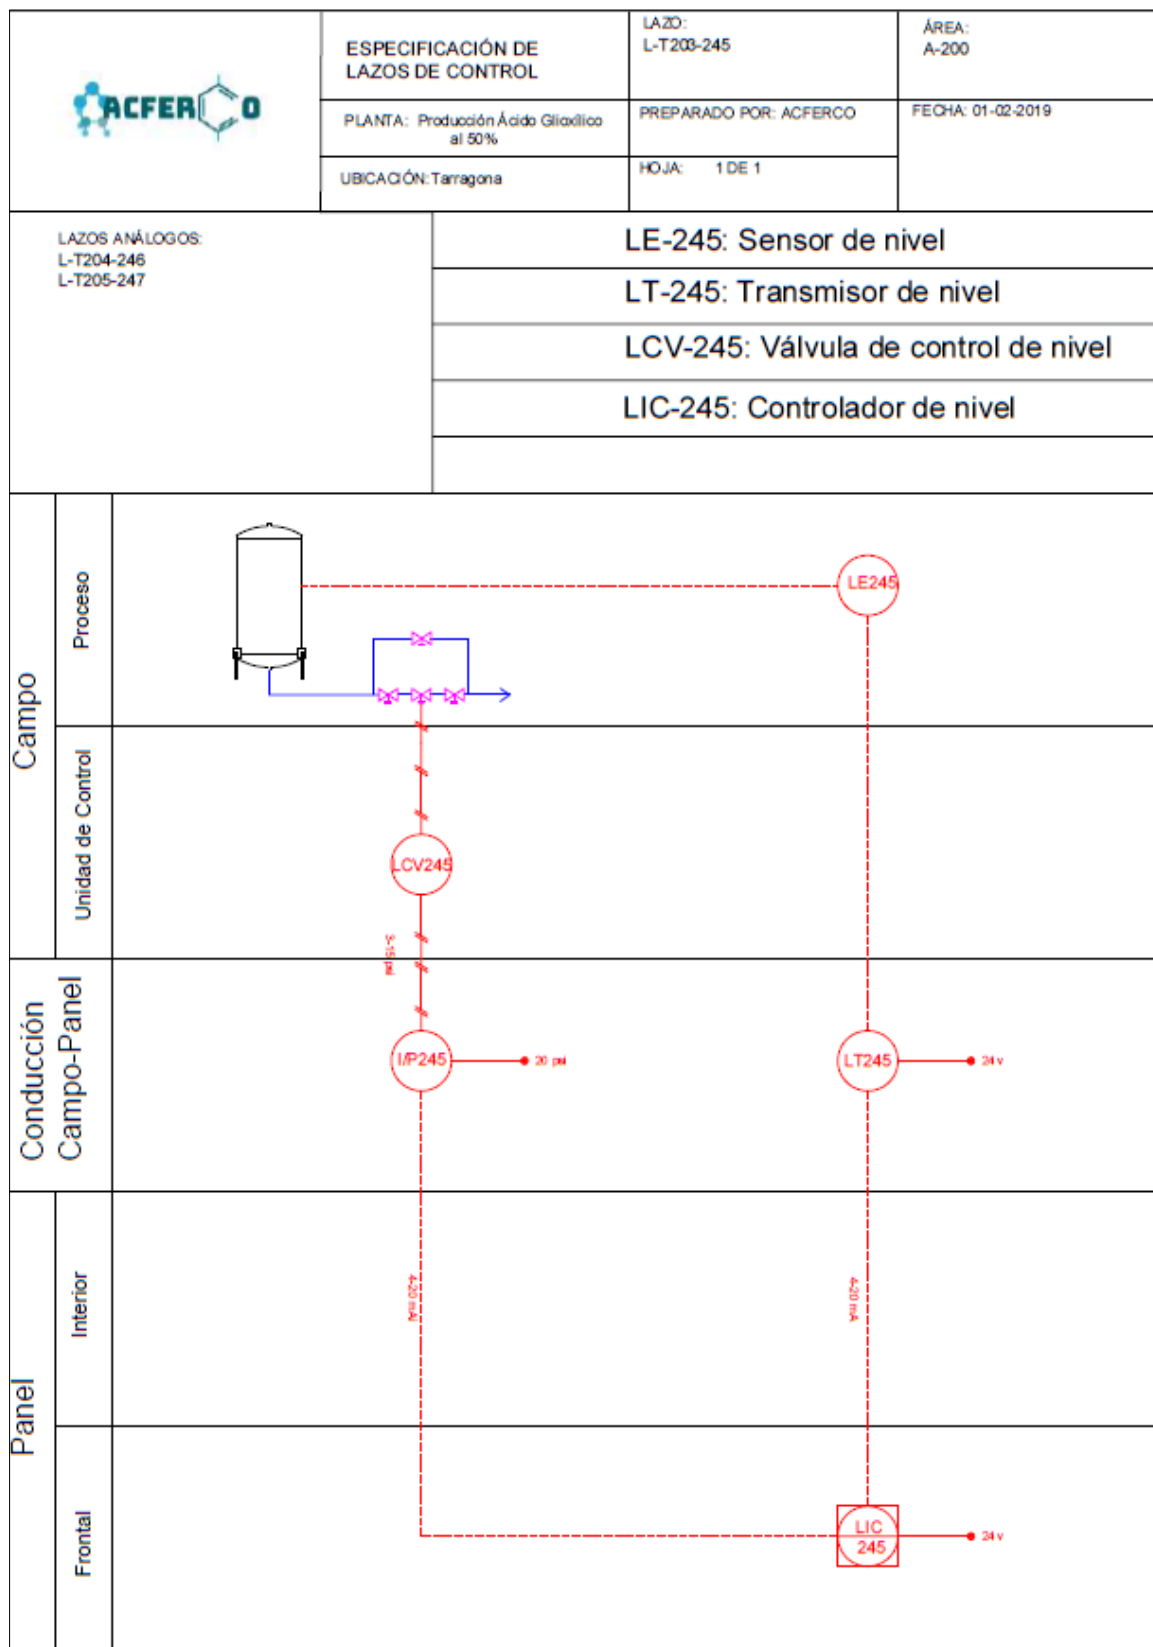 ACFERCO
ESPECIFICACIÓN DE
LAZOS DE CONTROL
LAZO:
L-T203-245
ÁREA:
A-200
PLANTA: Producción Ácido Glioxílico
al 50%
PREPARADO POR: ACFERCO
FECHA: 01-02-2019
UBICACIÓN: Tarragona
HOJA: 1 DE 1
LAZOS ANÁLOGOS:
L-T204-246
L-T205-247
LE-245: Sensor de nivel
LT-245: Transmisor de nivel
LCV-245: Válvula de control de nivel
LIC-245: Controlador de nivel
Campo
Proceso
LE245
Unidad de Control
LCV245
3-15 psi
Conducción
Campo-Panel
I/P245
20 psi
LT245
24 v
Panel
Interior
4-20 mA
4-20 mA
Frontal
LIC
245
24 v